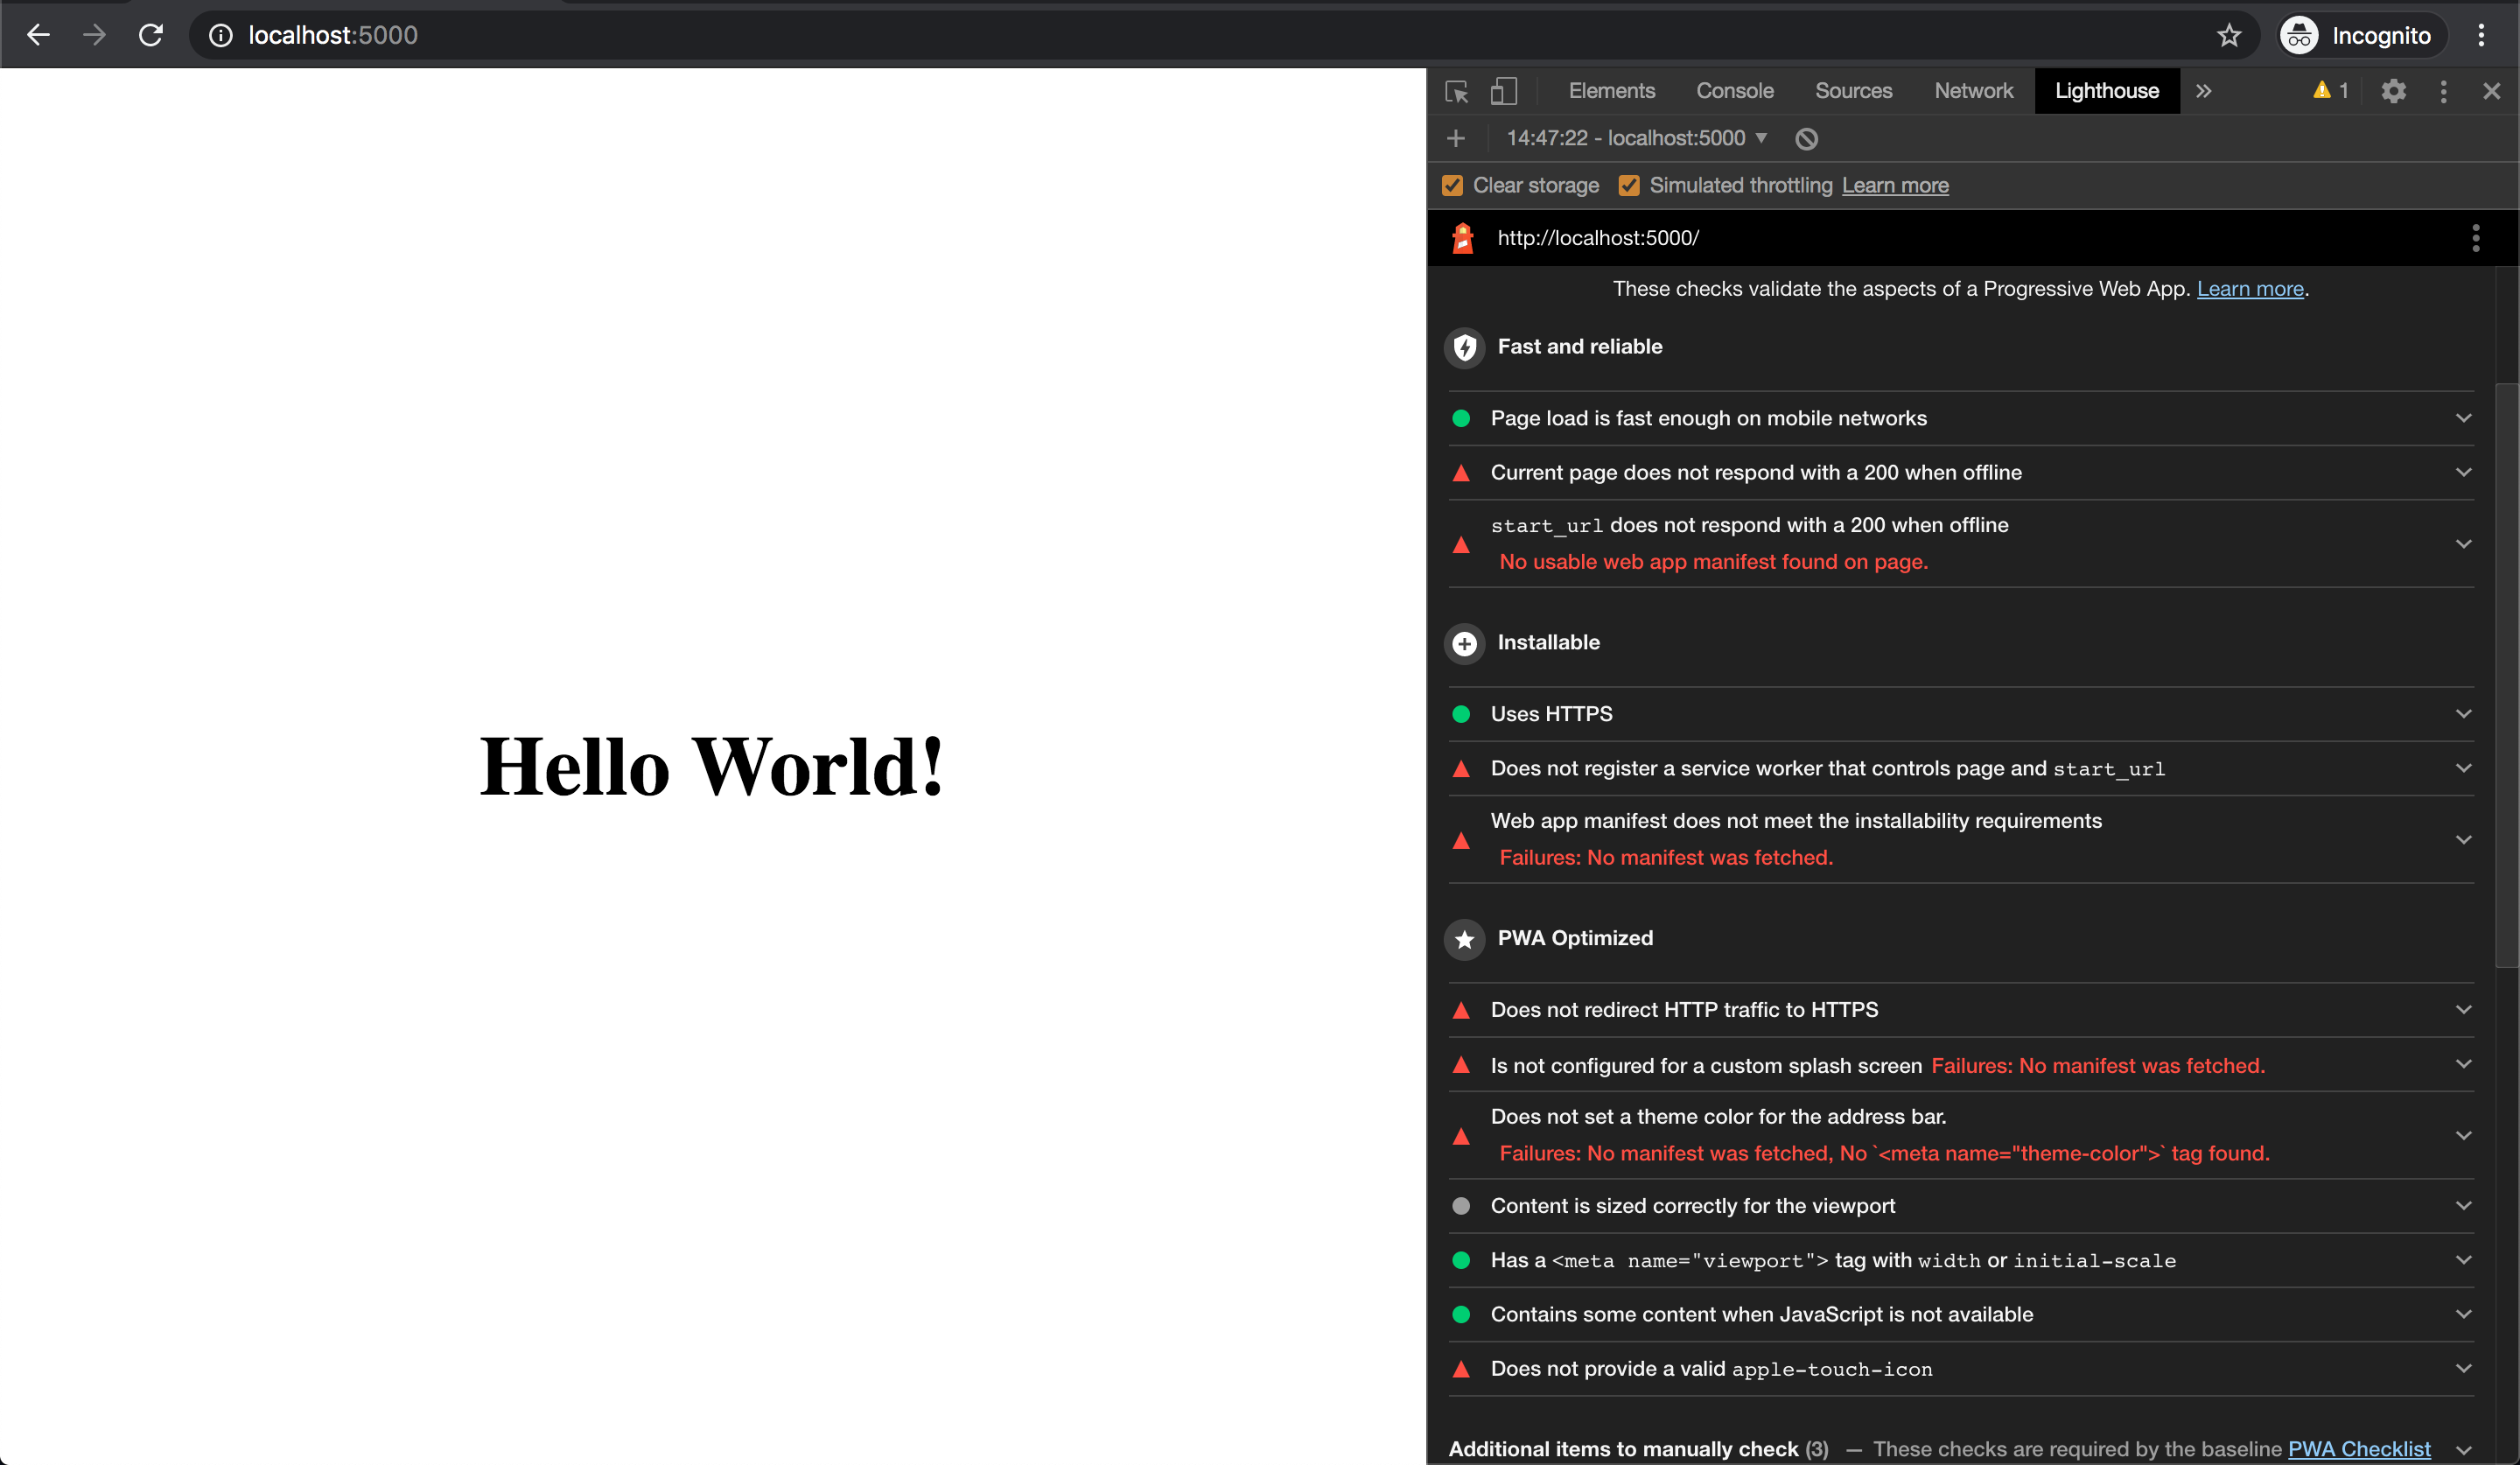 localhost:5000
Incognito
Elements Console Sources Network Lighthouse » 1
14:47:22 - localhost:5000
Clear storage Simulated throttling Learn more
http://localhost:5000/
These checks validate the aspects of a Progressive Web App. Learn more.
Fast and reliable
Page load is fast enough on mobile networks
Current page does not respond with a 200 when offline
start_url does not respond with a 200 when offline
No usable web app manifest found on page.
Installable
Uses HTTPS
Does not register a service worker that controls page and start_url
Web app manifest does not meet the installability requirements
Failures: No manifest was fetched.
PWA Optimized
Does not redirect HTTP traffic to HTTPS
Is not configured for a custom splash screen Failures: No manifest was fetched.
Does not set a theme color for the address bar.
Failures: No manifest was fetched, No `<meta name="theme-color">` tag found.
Content is sized correctly for the viewport
Has a <meta name="viewport"> tag with width or initial-scale
Contains some content when JavaScript is not available
Does not provide a valid apple-touch-icon
Additional items to manually check (3) — These checks are required by the baseline PWA Checklist
Hello World!